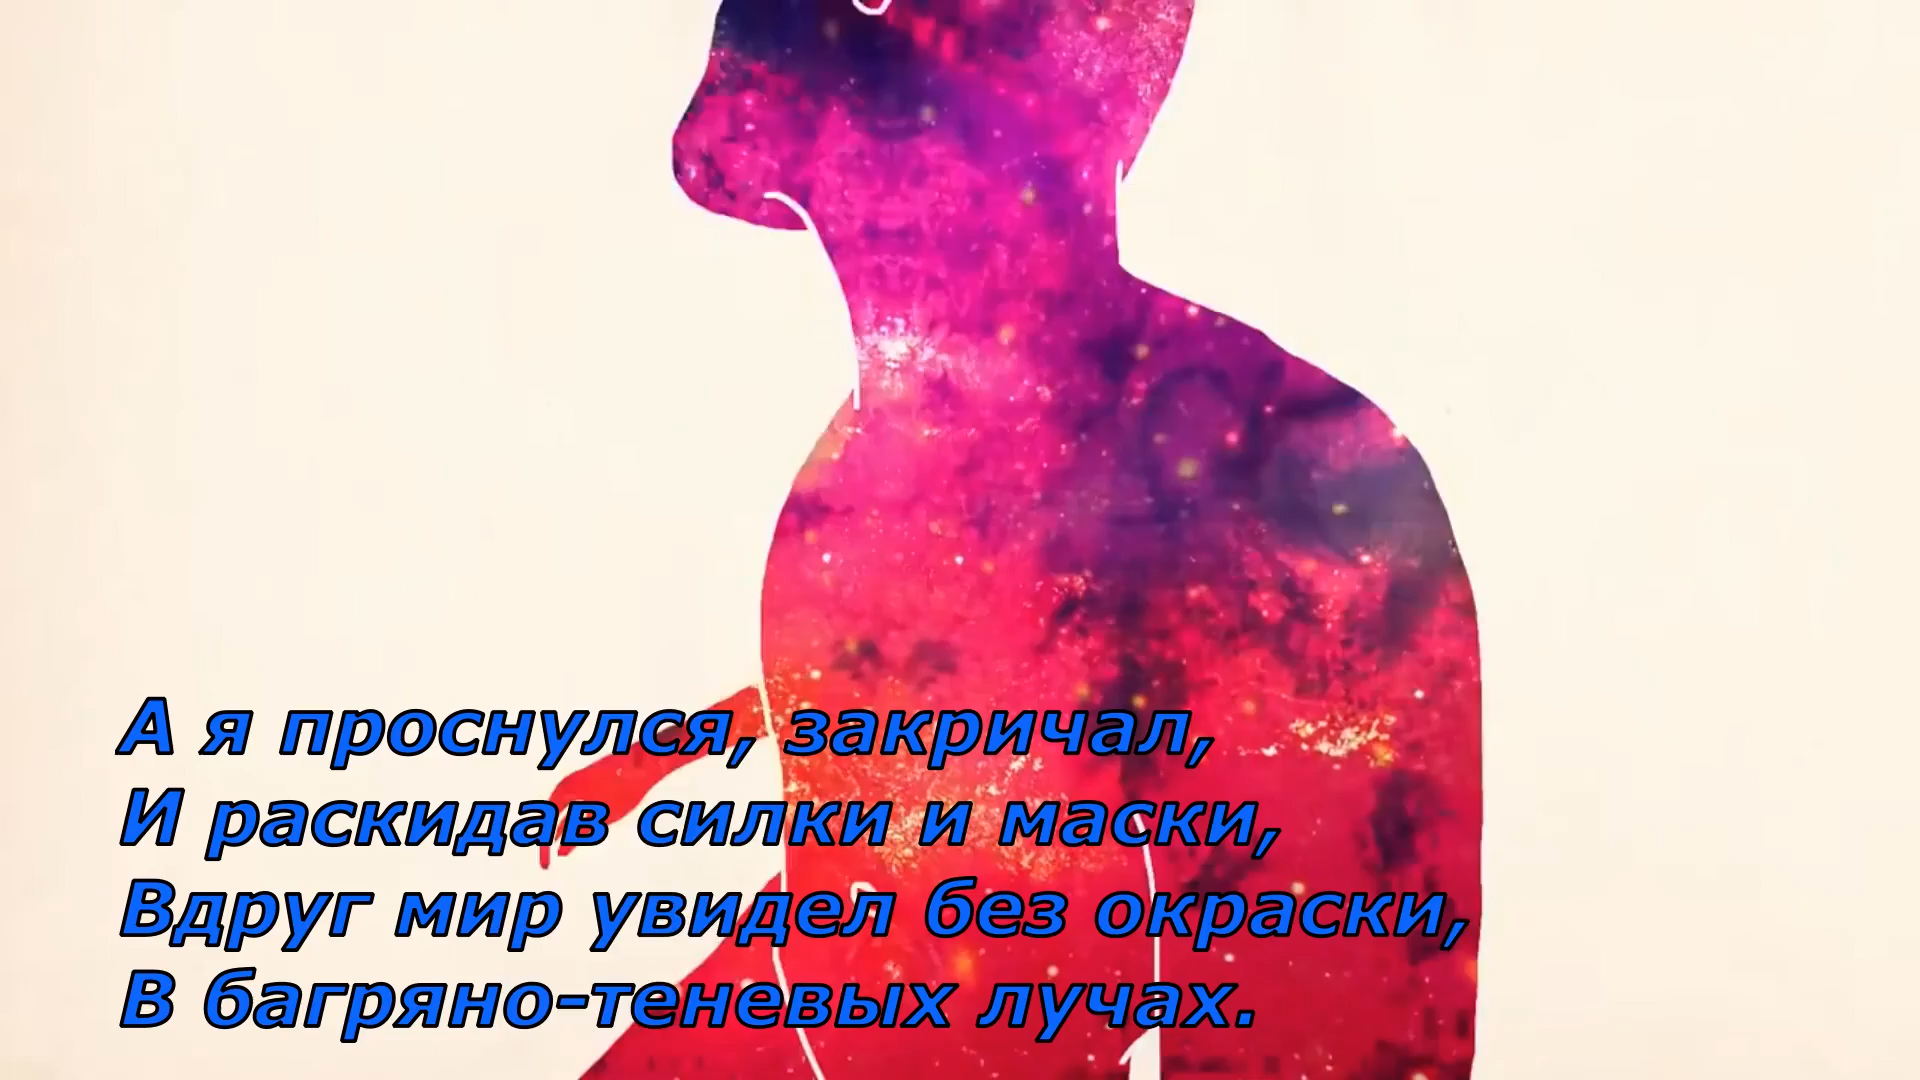 А я проснулся, закричал,
И раскидав силки и маски,
Вдруг мир увидел без окраски,
В багряно-теневых лучах.